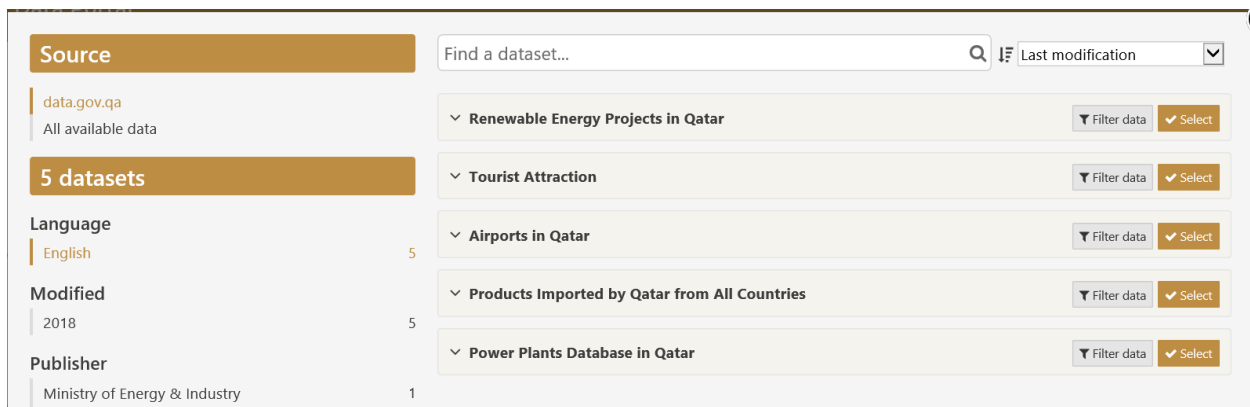 Source
data.gov.qa
All available data
5 datasets
Language
English 5
Modified
2018 5
Publisher
Ministry of Energy & Industry 1
Find a dataset...
Last modification
Renewable Energy Projects in Qatar Filter data Select
Tourist Attraction Filter data Select
Airports in Qatar Filter data Select
Products Imported by Qatar from All Countries Filter data Select
Power Plants Database in Qatar Filter data Select